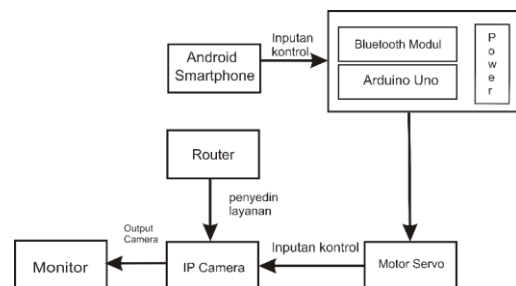 Inputan
kontrol
Android
Smartphone
Bluetooth Modul
Arduino Uno
P
o
w
e
r
Router
penyedin
layanan
Output
Camera
Monitor
IP Camera
Inputan kontrol
Motor Servo